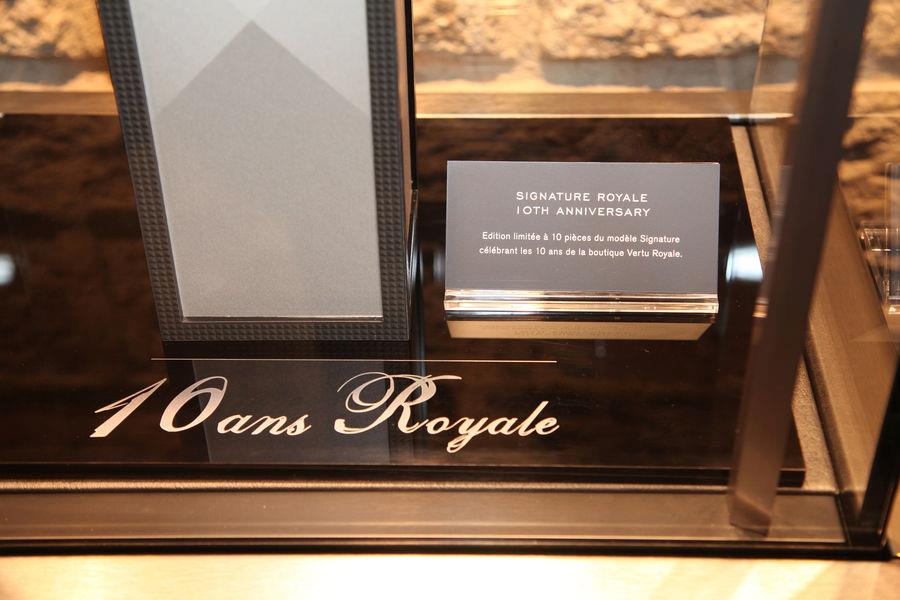 SIGNATURE ROYALE
10TH ANNIVERSARY
Edition limitée à 10 pièces du modèle Signature
célébrant les 10 ans de la boutique Vertu Royale.
10 ans Royale